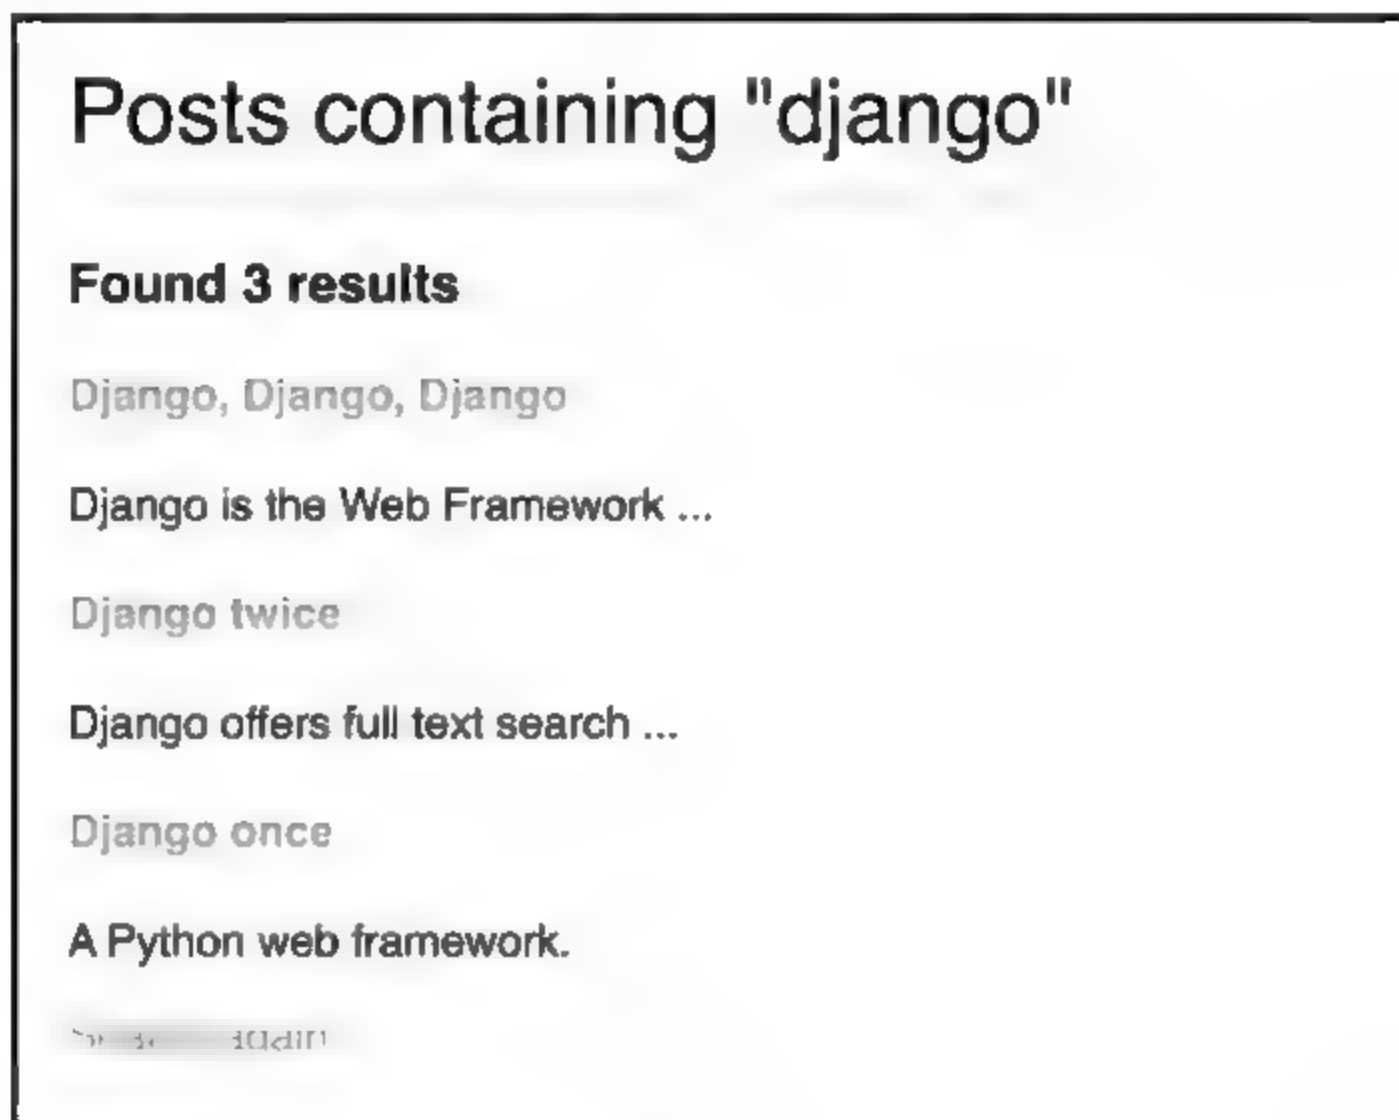 Posts containing "django"
Found 3 results
Django, Django, Django
Django is the Web Framework ...
Django twice
Django offers full text search ...
Django once
A Python web framework.